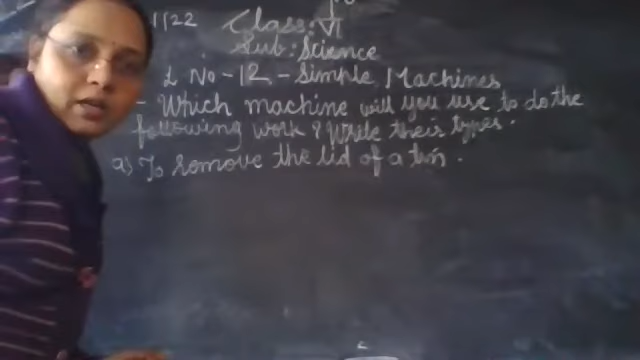 1122
Class:VI
Sub:Science
L No-12-Simple Machines
- Which machine will you use to do the
following work & Write their types.
a) To remove the lid of a tin.